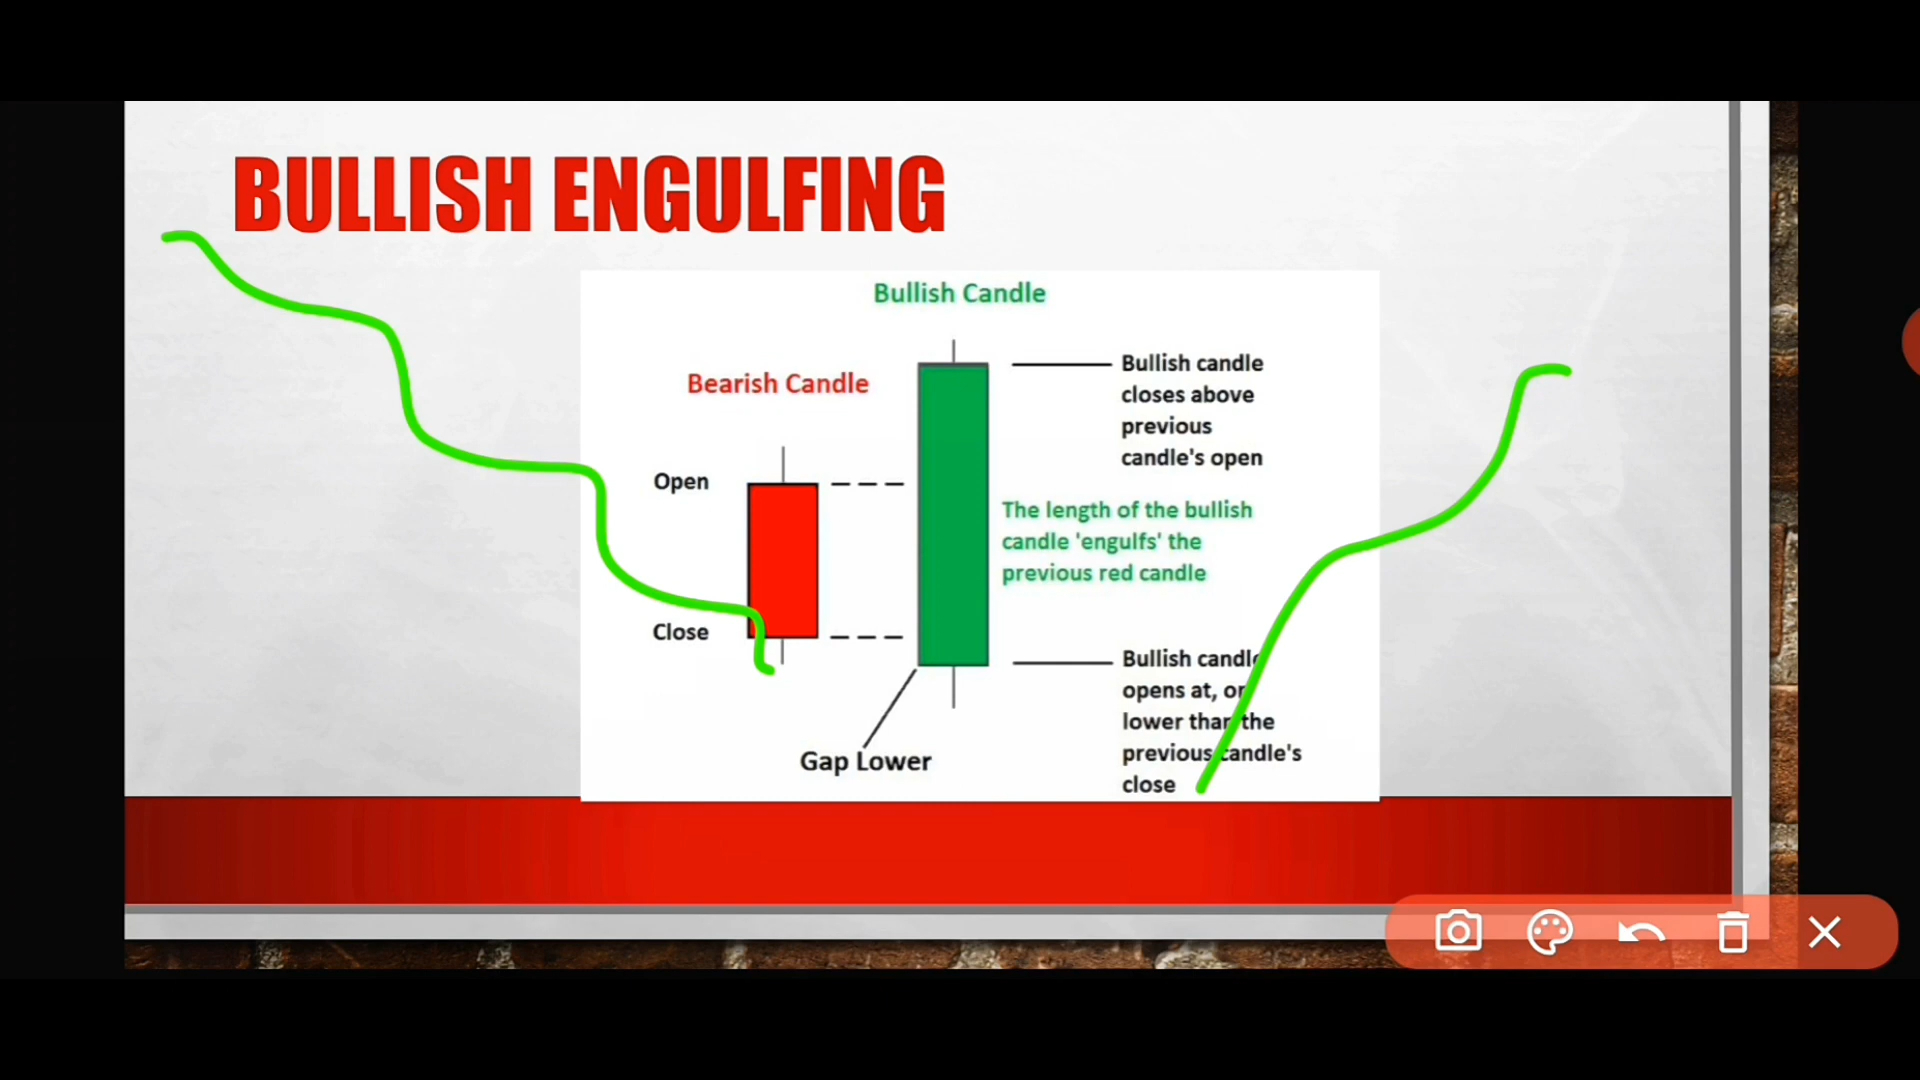 BULLISH ENGULFING
Bullish Candle
Bearish Candle
Open
Close
Gap Lower
Bullish candle
closes above
previous
candle's open
The length of the bullish
candle 'engulfs' the
previous red candle
Bullish candle
opens at, or
lower than the
previous candle's
close